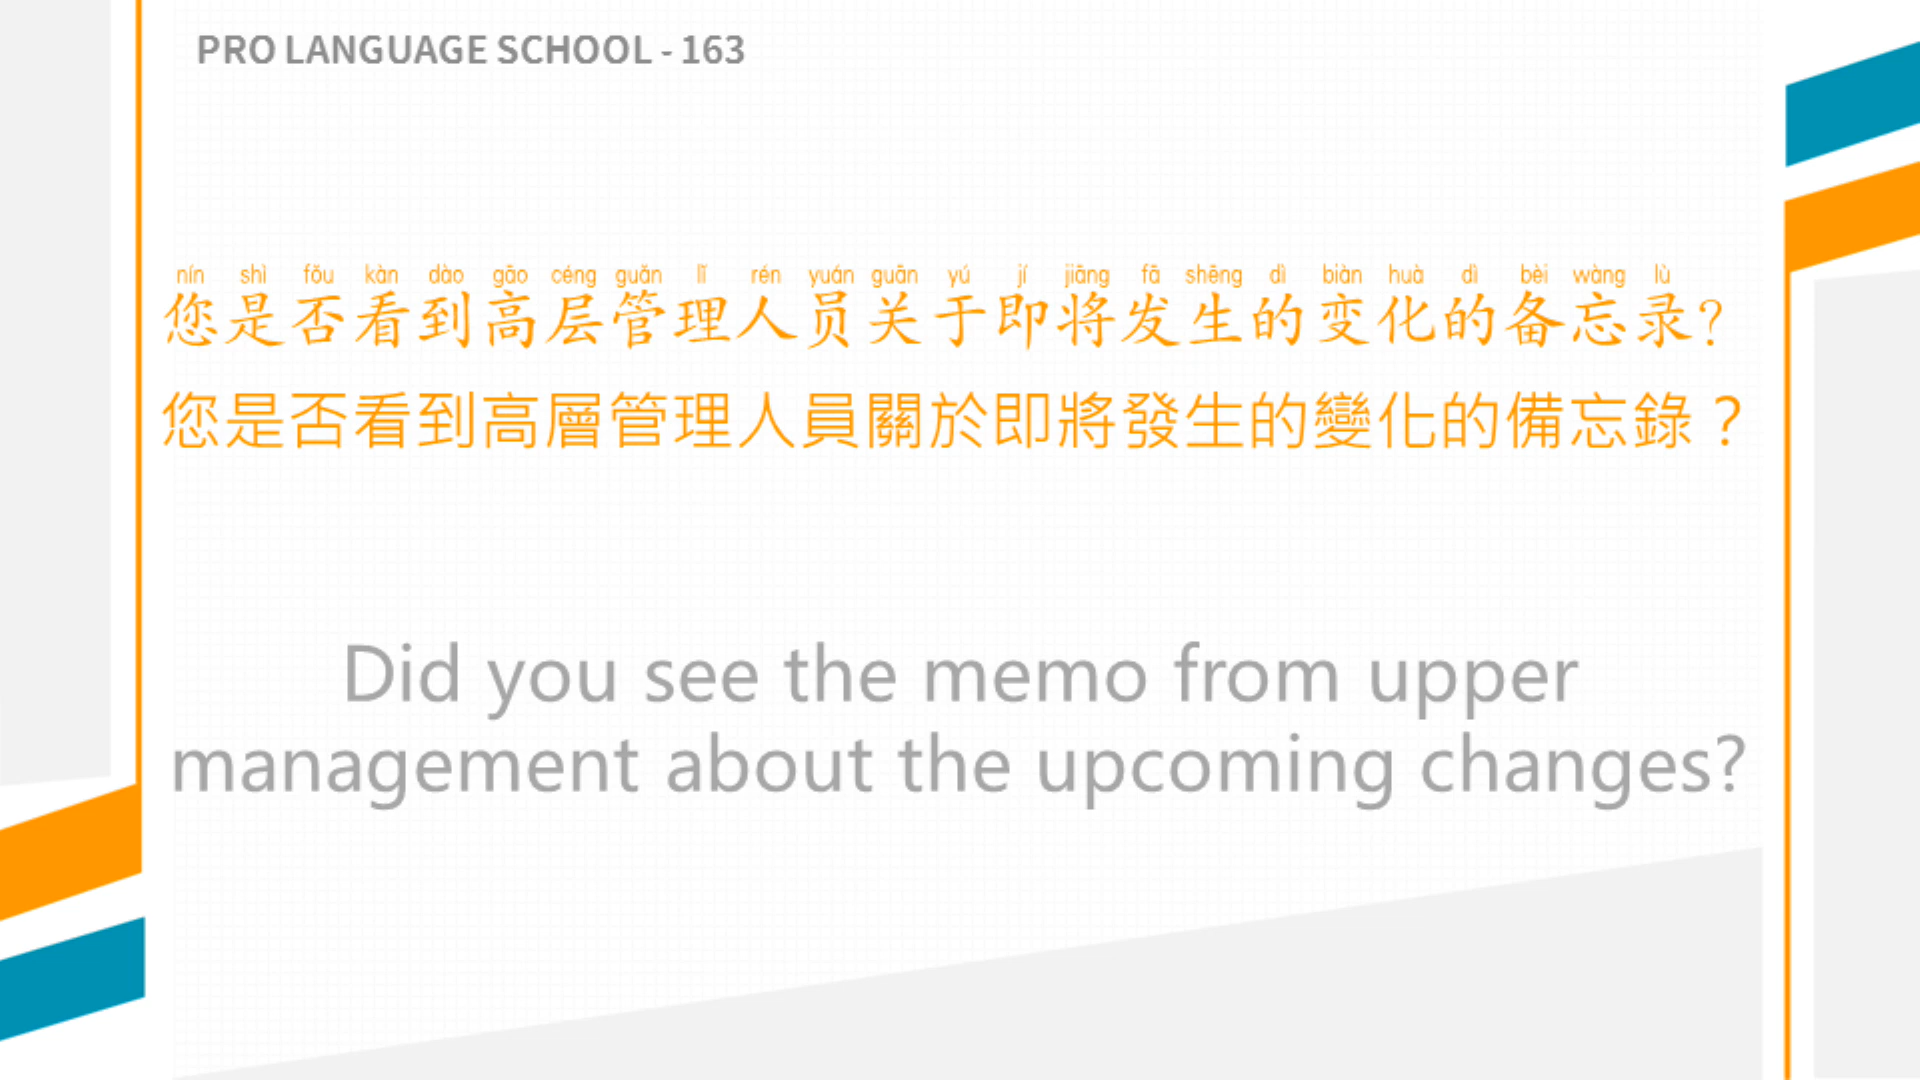 PRO LANGUAGE SCHOOL - 163
nín shì fǒu kàn dào gāo céng guǎn lǐ rén yuán guān yú jí jiāng fā shēng dì biàn huà dì bèi wàng lù
您是否看到高层管理人员关于即将发生的变化的备忘录?
您是否看到高層管理人員關於即將發生的變化的備忘錄？
Did you see the memo from upper
management about the upcoming changes?